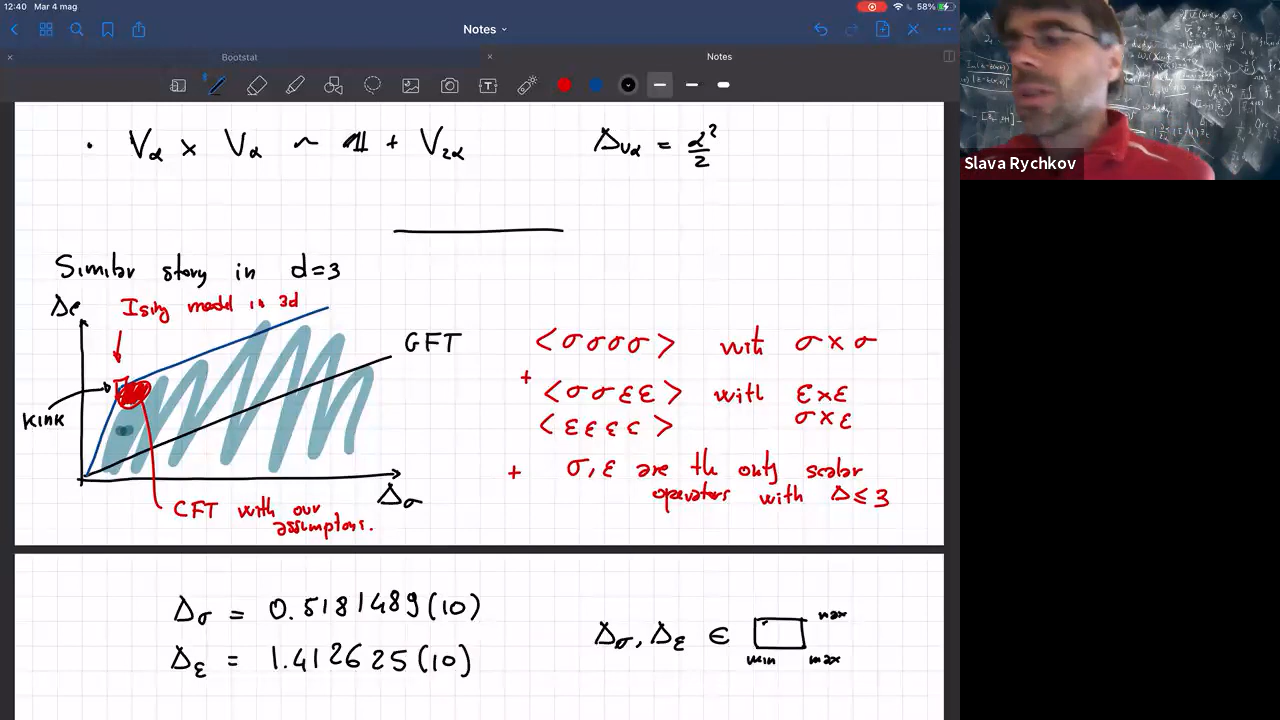 12:40 Mar 4 mag
58%
Notes
Bootstat
Notes
Slava Rychkov
· Vα × Vα ~ 𝟙 + V2α
ΔVα = α²/2
Similar story in d=3
Δε
Ising model in 3d
GFT
kink
Δσ
CFT with our
assumptions.
<σσσσ> with σ×σ
+ <σσεε> with ε×ε
<εεεε> σ×ε
+ σ, ε are the only scalar
operators with Δ≤3
Δσ = 0.5181489(10)
Δε = 1.412625(10)
Δσ, Δε ∈
max
min max